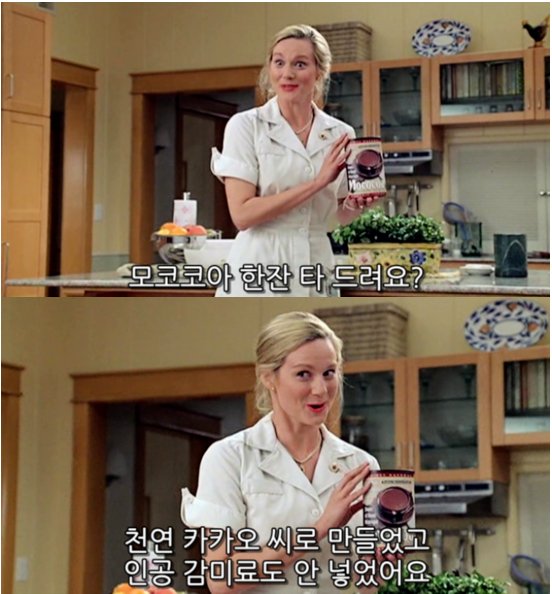 Mococoa
모코코아 한잔 타 드려요?
천연 카카오 씨로 만들었고
인공 감미료도 안 넣었어요